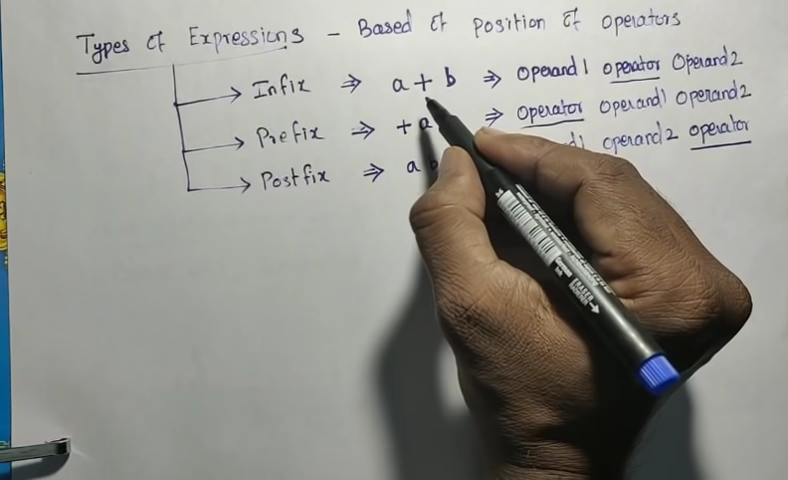 Types of Expressions - Based of Position of operators
Infix ⇒ a + b ⇒ Operand1 operator Operand2
Prefix ⇒ + a ⇒ Operator operand1 Operand2
Postfix ⇒ a operand2 operator